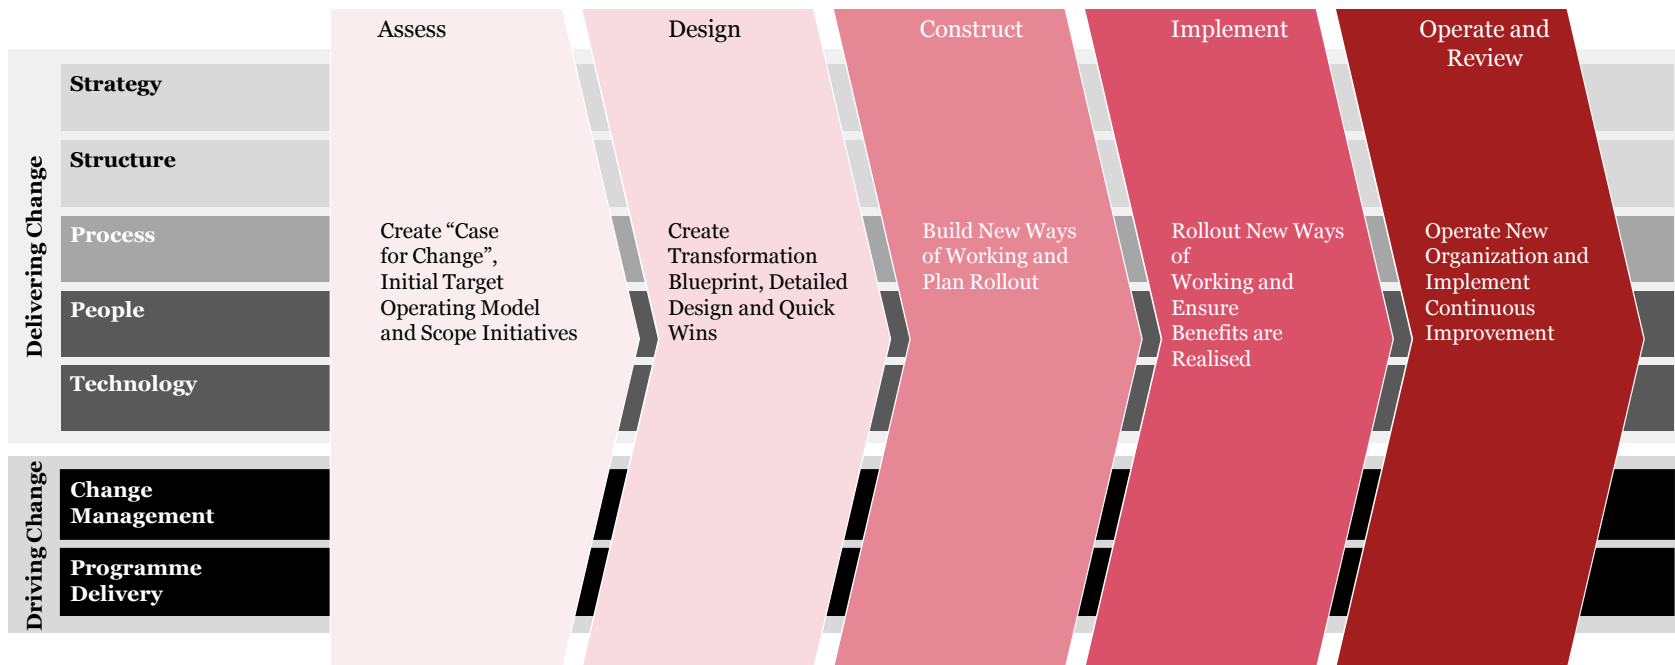 Assess
Design
Construct
Implement
Operate and
Review
Delivering Change
Strategy
Structure
Process
People
Technology
Create “Case
for Change”,
Initial Target
Operating Model
and Scope Initiatives
Create
Transformation
Blueprint, Detailed
Design and Quick
Wins
Build New Ways
of Working and
Plan Rollout
Rollout New Ways
of
Working and
Ensure
Benefits are
Realised
Operate New
Organization and
Implement
Continuous
Improvement
Driving Change
Change
Management
Programme
Delivery